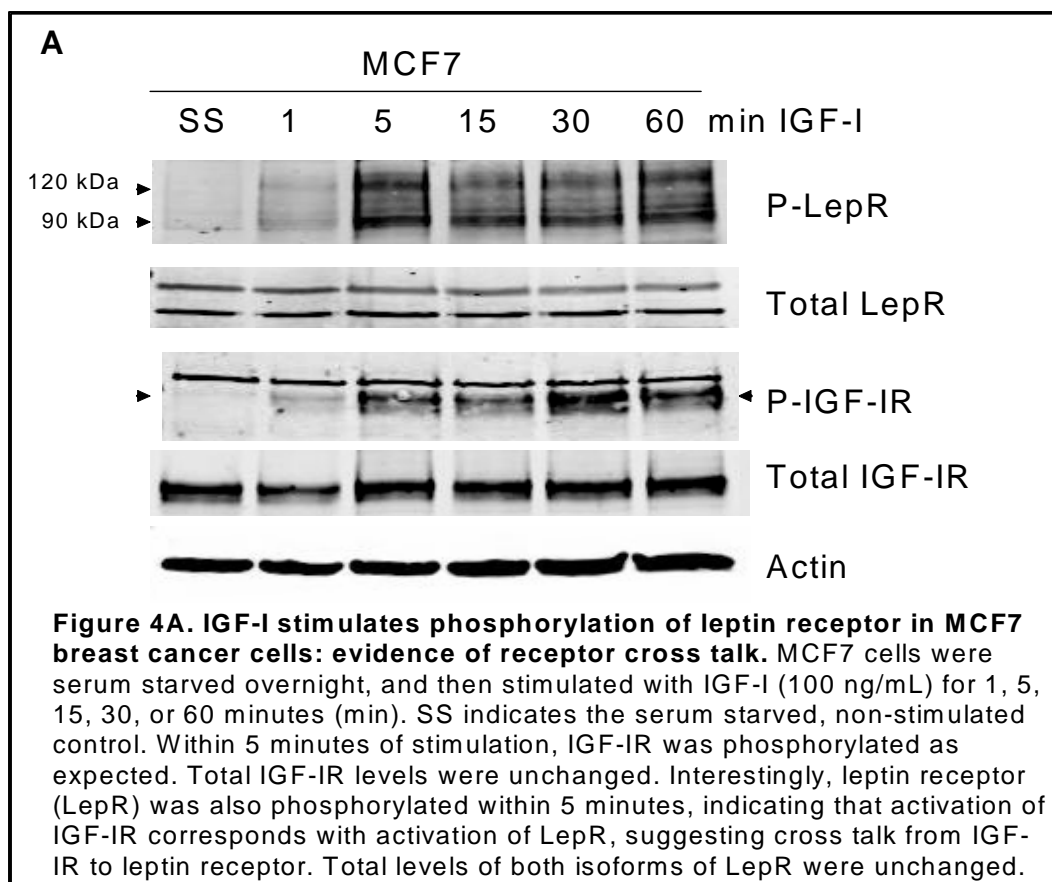 A
MCF7
SS 1 5 15 30 60 min IGF-I
120 kDa
90 kDa
P-LepR
Total LepR
P-IGF-IR
Total IGF-IR
Actin
Figure 4A. IGF-I stimulates phosphorylation of leptin receptor in MCF7
breast cancer cells: evidence of receptor cross talk. MCF7 cells were
serum starved overnight, and then stimulated with IGF-I (100 ng/mL) for 1, 5,
15, 30, or 60 minutes (min). SS indicates the serum starved, non-stimulated
control. Within 5 minutes of stimulation, IGF-IR was phosphorylated as
expected. Total IGF-IR levels were unchanged. Interestingly, leptin receptor
(LepR) was also phosphorylated within 5 minutes, indicating that activation of
IGF-IR corresponds with activation of LepR, suggesting cross talk from IGF-
IR to leptin receptor. Total levels of both isoforms of LepR were unchanged.